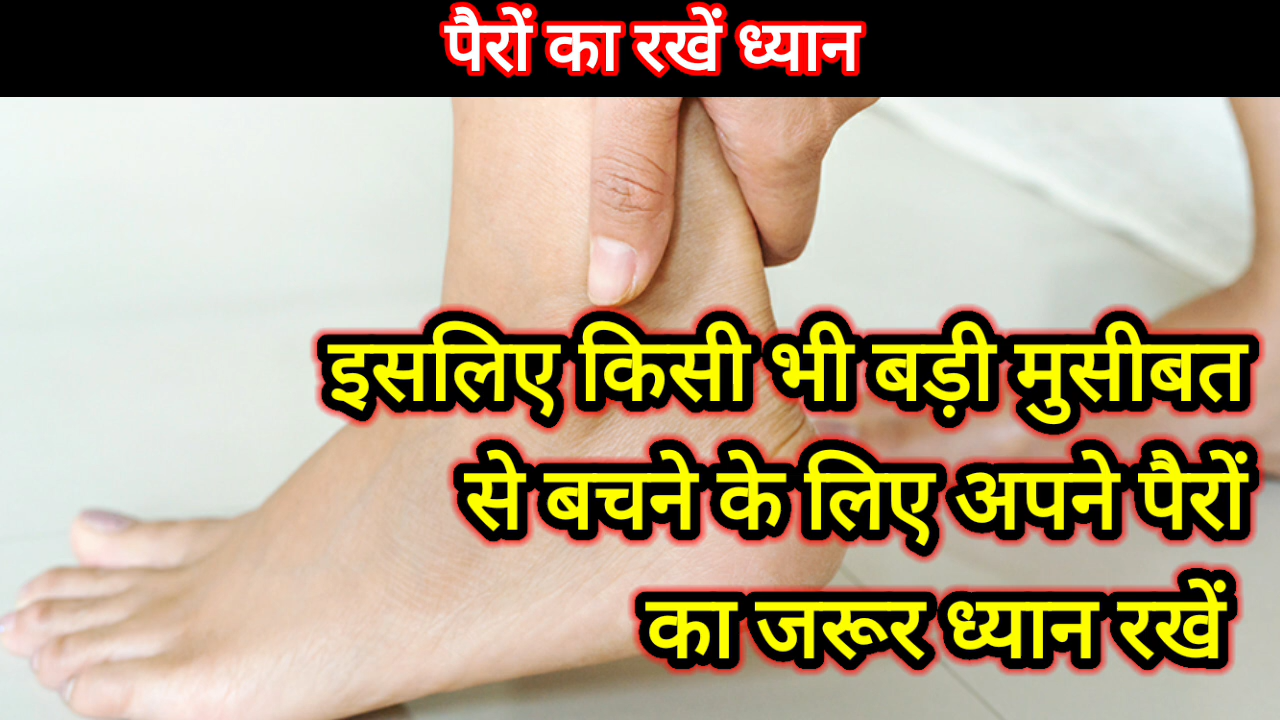 पैरों का रखें ध्यान
इसलिए किसी भी बड़ी मुसीबत
से बचने के लिए अपने पैरों
का जरूर ध्यान रखें